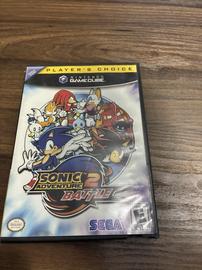 PLAYER'S CHOICE
NINTENDO
GAMECUBE
SONIC
ADVENTURE 2
BATTLE
SEGA